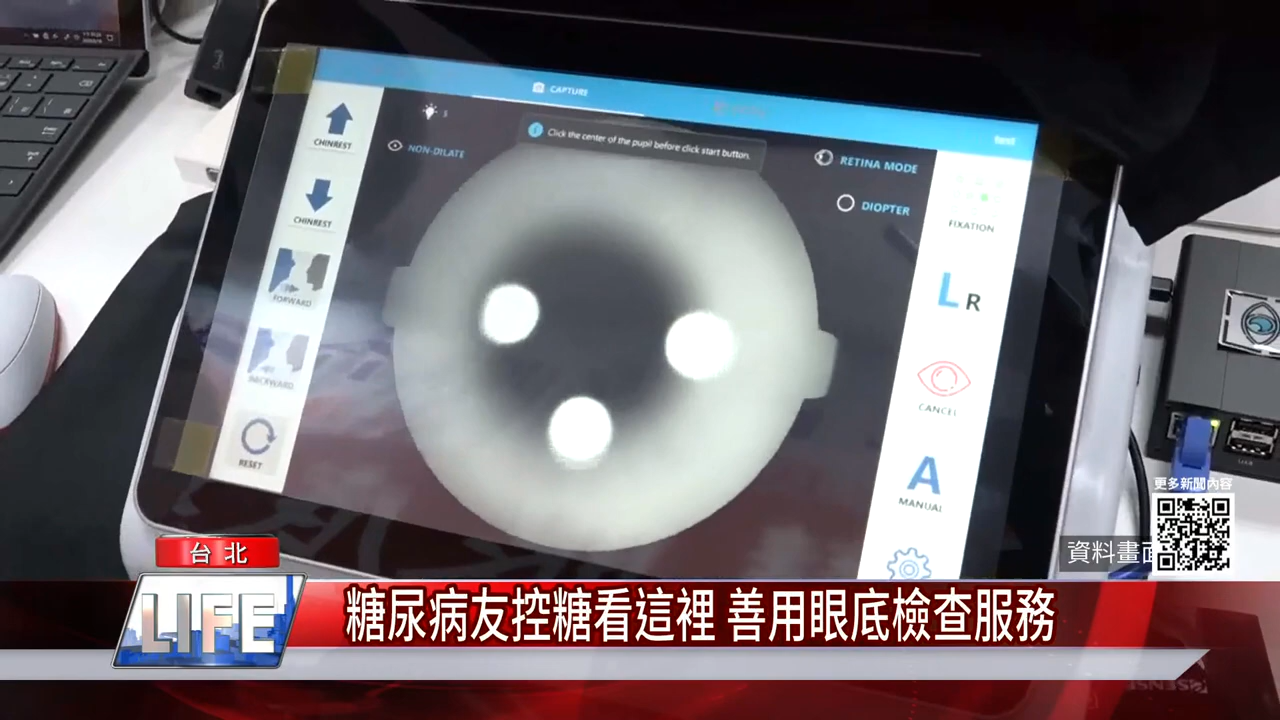 CAPTURE
test
3
Click the center of the pupil before click start button.
CHINREST
NON-DILATE
RETINA MODE
CHINREST
DIOPTER
FIXATION
FORWARD
L R
BACKWARD
CANCEL
RESET
A
MANUAL
更多新聞內容
資料畫面
台北
LIFE
糖尿病友控糖看這裡 善用眼底檢查服務